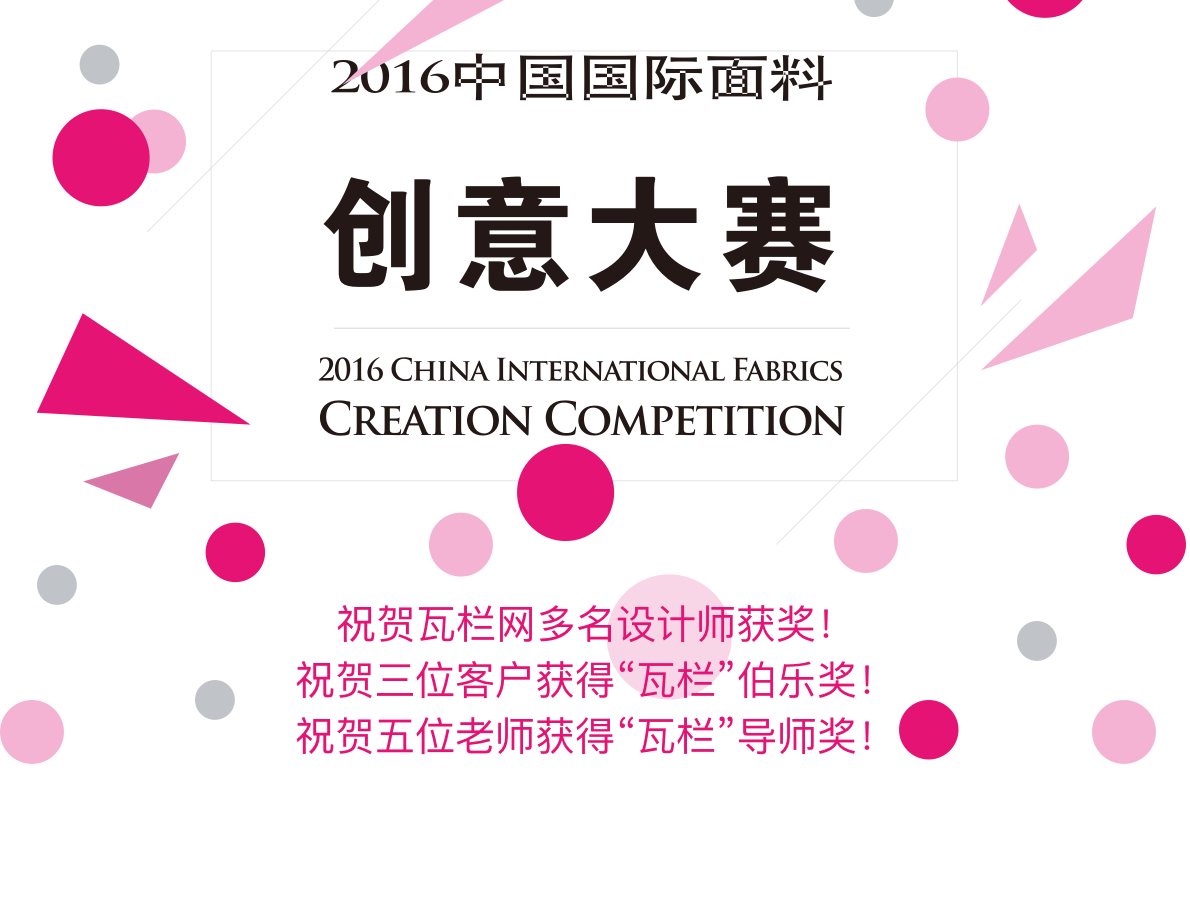 2016中国国际面料
创意大赛
2016 CHINA INTERNATIONAL FABRICS
CREATION COMPETITION
祝贺瓦栏网多名设计师获奖!
祝贺三位客户获得“瓦栏”伯乐奖!
祝贺五位老师获得“瓦栏”导师奖!